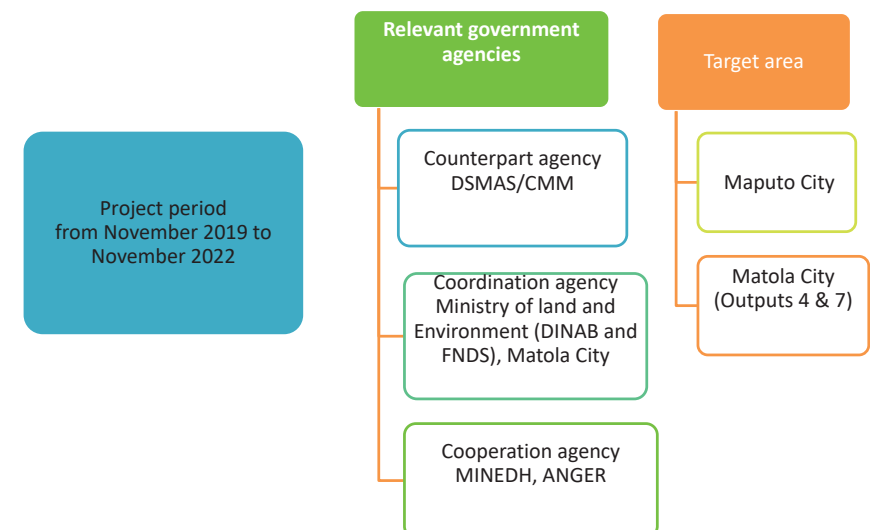 Project period
from November 2019 to
November 2022
Relevant government
agencies
Counterpart agency
DSMAS/CMM
Coordination agency
Ministry of land and
Environment (DINAB and
FNDS), Matola City
Cooperation agency
MINEDH, ANGER
Target area
Maputo City
Matola City
(Outputs 4 & 7)